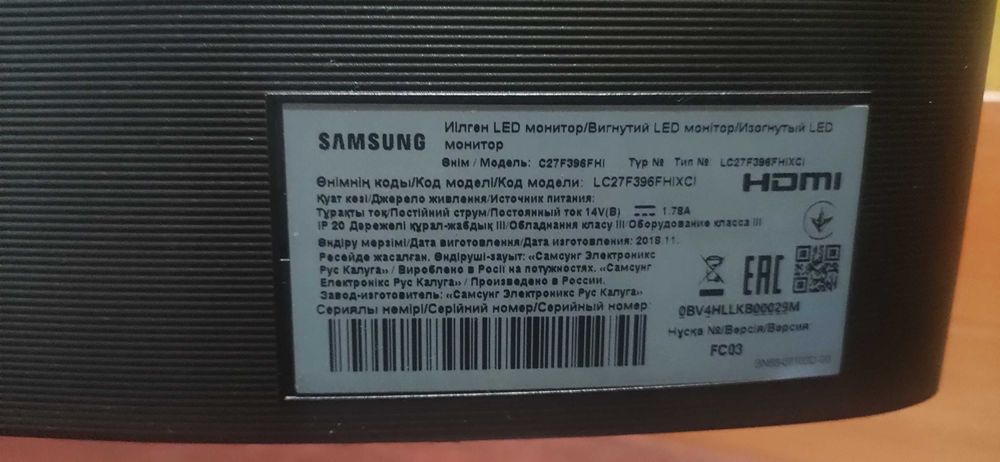 SAMSUNG
Иілген LED монитор/Вигнутий LED монітор/Изогнутый LED
монитор
Өнім / Модель: C27F396FHI Түр № Тип № LC27F396FHIXCI
Өнімнің коды/Код моделі/Код модели: LC27F396FHIXCI
HDMI
Қуат көзі/Джерело живлення/Источник питания:
Тұрақты ток/Постійний струм/Постоянный ток 14V(В) 1.78A
IP 20 Дәрежелі құрал-жабдық III/Обладнання класу III/Оборудование класса III
Өндіру мерзімі/Дата виготовлення/Дата изготовления: 2018.11.
Ресейде жасалған. Өндіруші-зауыт: «Самсунг Электроникс
Рус Калуга» / Вироблено в Росії на потужностях. «Самсунг
Електронікс Рус Калуга» / Произведено в России.
Завод-изготовитель: «Самсунг Электроникс Рус Калуга»
Сериялы нөмірі/Серійний номер/Серийный номер:
EAC
0BV4HLLKB00029M
Нұсқа №/Версія/Версия
FC03